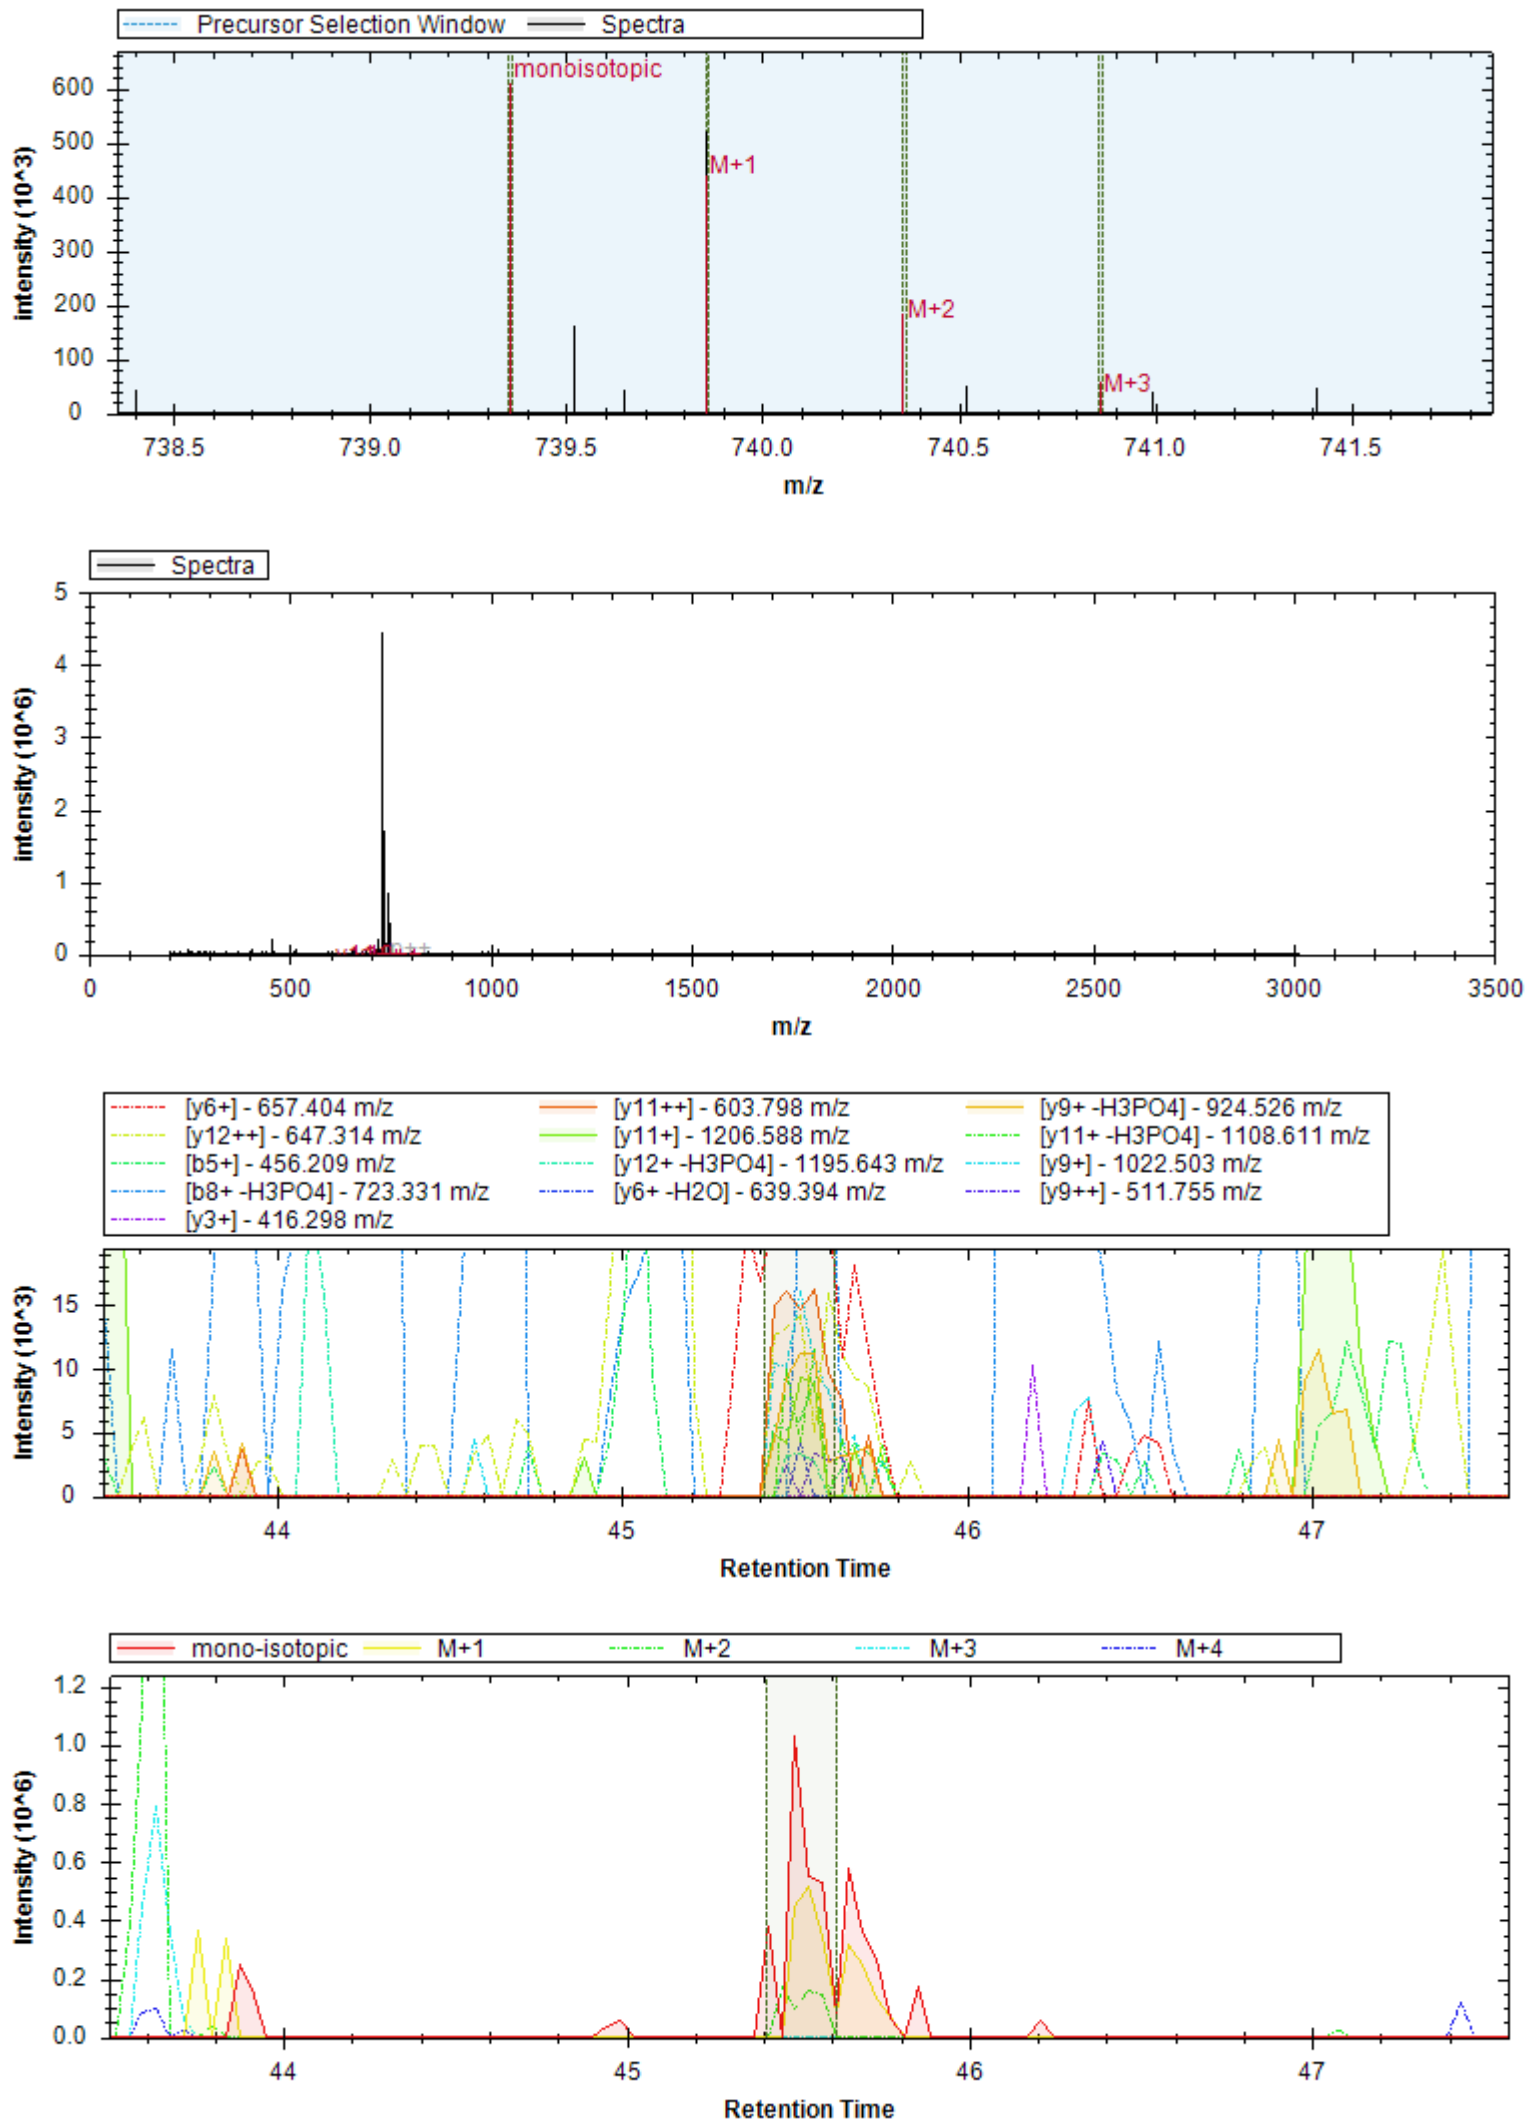 Precursor Selection Window Spectra
monoisotopic
M+1
M+2
M+3
intensity (10^3)
600
500
400
300
200
100
0
738.5 739.0 739.5 740.0 740.5 741.0 741.5
m/z
Spectra
intensity (10^6)
5
4
3
2
1
0
0 500 1000 1500 2000 2500 3000 3500
m/z
[y6+] - 657.404 m/z [y11++] - 603.798 m/z [y9+ -H3PO4] - 924.526 m/z
[y12++] - 647.314 m/z [y11+] - 1206.588 m/z [y11+ -H3PO4] - 1108.611 m/z
[b5+] - 456.209 m/z [y12+ -H3PO4] - 1195.643 m/z [y9+] - 1022.503 m/z
[b8+ -H3PO4] - 723.331 m/z [y6+ -H2O] - 639.394 m/z [y9++] - 511.755 m/z
[y3+] - 416.298 m/z
Intensity (10^3)
15
10
5
0
44 45 46 47
Retention Time
mono-isotopic M+1 M+2 M+3 M+4
Intensity (10^6)
1.2
1.0
0.8
0.6
0.4
0.2
0.0
44 45 46 47
Retention Time